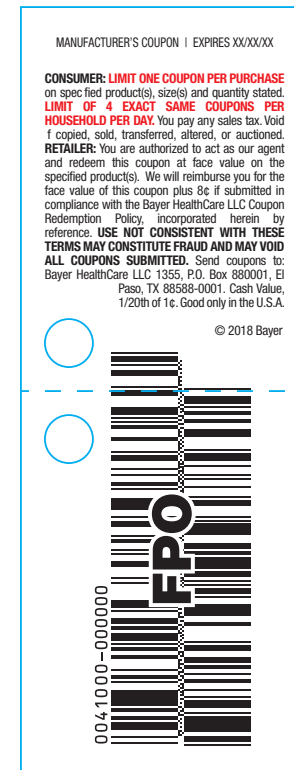 MANUFACTURER'S COUPON | EXPIRES XX/XX/XX
CONSUMER: LIMIT ONE COUPON PER PURCHASE
on spec fied product(s), size(s) and quantity stated.
LIMIT OF 4 EXACT SAME COUPONS PER
HOUSEHOLD PER DAY. You pay any sales tax. Void
f copied, sold, transferred, altered, or auctioned.
RETAILER: You are authorized to act as our agent
and redeem this coupon at face value on the
specified product(s). We will reimburse you for the
face value of this coupon plus 8¢ if submitted in
compliance with the Bayer HealthCare LLC Coupon
Redemption Policy, incorporated herein by
reference. USE NOT CONSISTENT WITH THESE
TERMS MAY CONSTITUTE FRAUD AND MAY VOID
ALL COUPONS SUBMITTED. Send coupons to:
Bayer HealthCare LLC 1355, P.O. Box 880001, El
Paso, TX 88588-0001. Cash Value,
1/20th of 1¢. Good only in the U.S.A.
© 2018 Bayer
FPO
0041000-000000